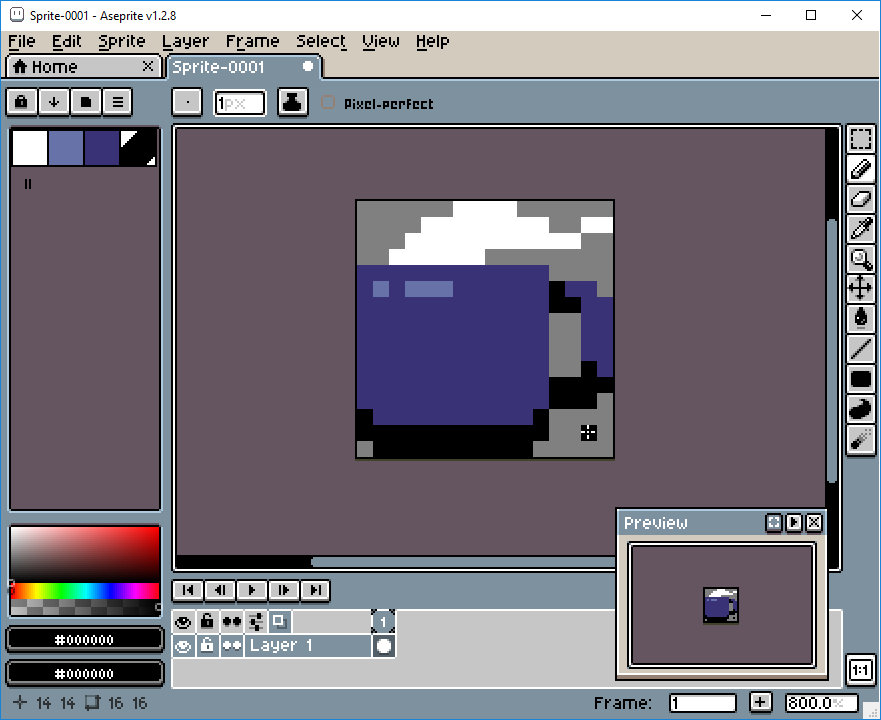 Sprite-0001 - Aseprite v1.2.8
File Edit Sprite Layer Frame Select View Help
Home
Sprite-0001
1px
Pixel-perfect
Preview
1
Layer 1
#000000
#000000
1:1
14 14 16 16
Frame: 1 800.0%